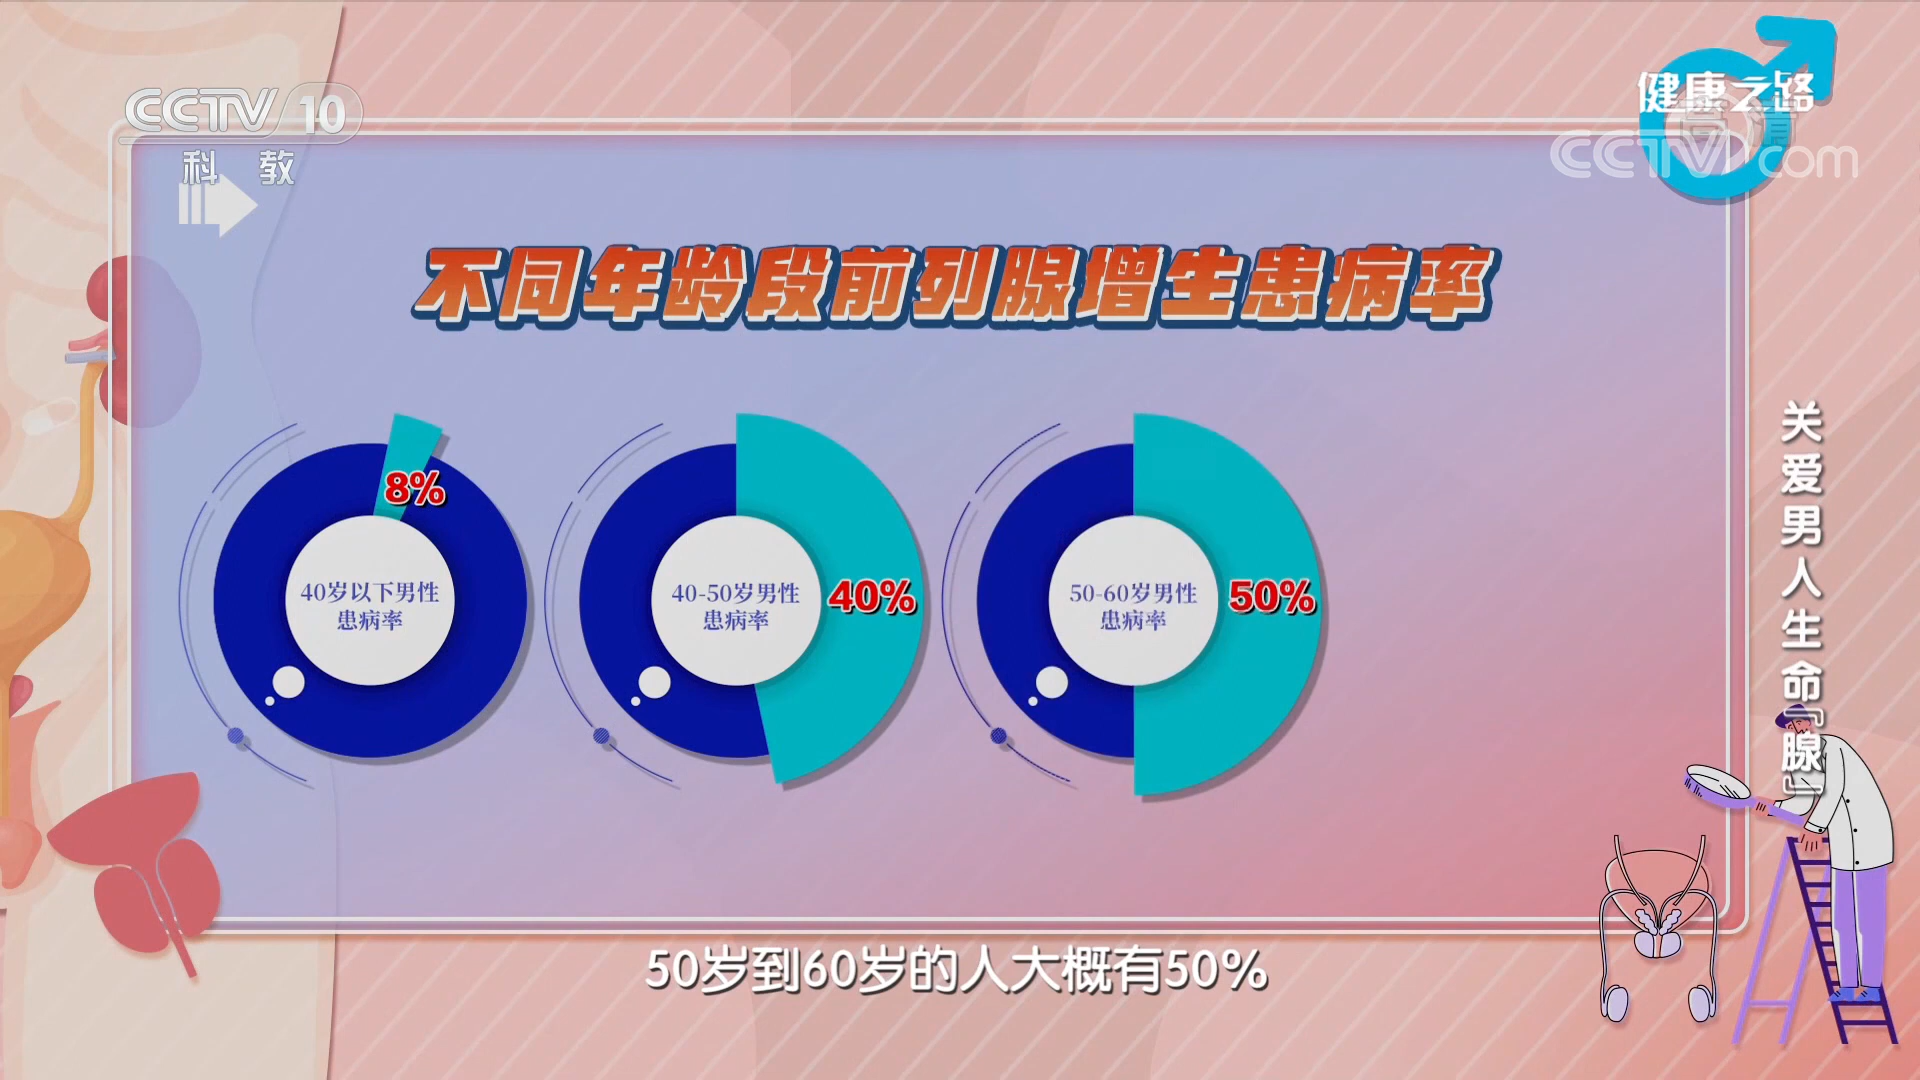 CCTV 10
科 教
健康之路
高清
CCTV.com
不同年龄段前列腺增生患病率
8%
40岁以下男性
患病率
40%
40-50岁男性
患病率
50%
50-60岁男性
患病率
关爱男人生命『腺』
50岁到60岁的人大概有50%